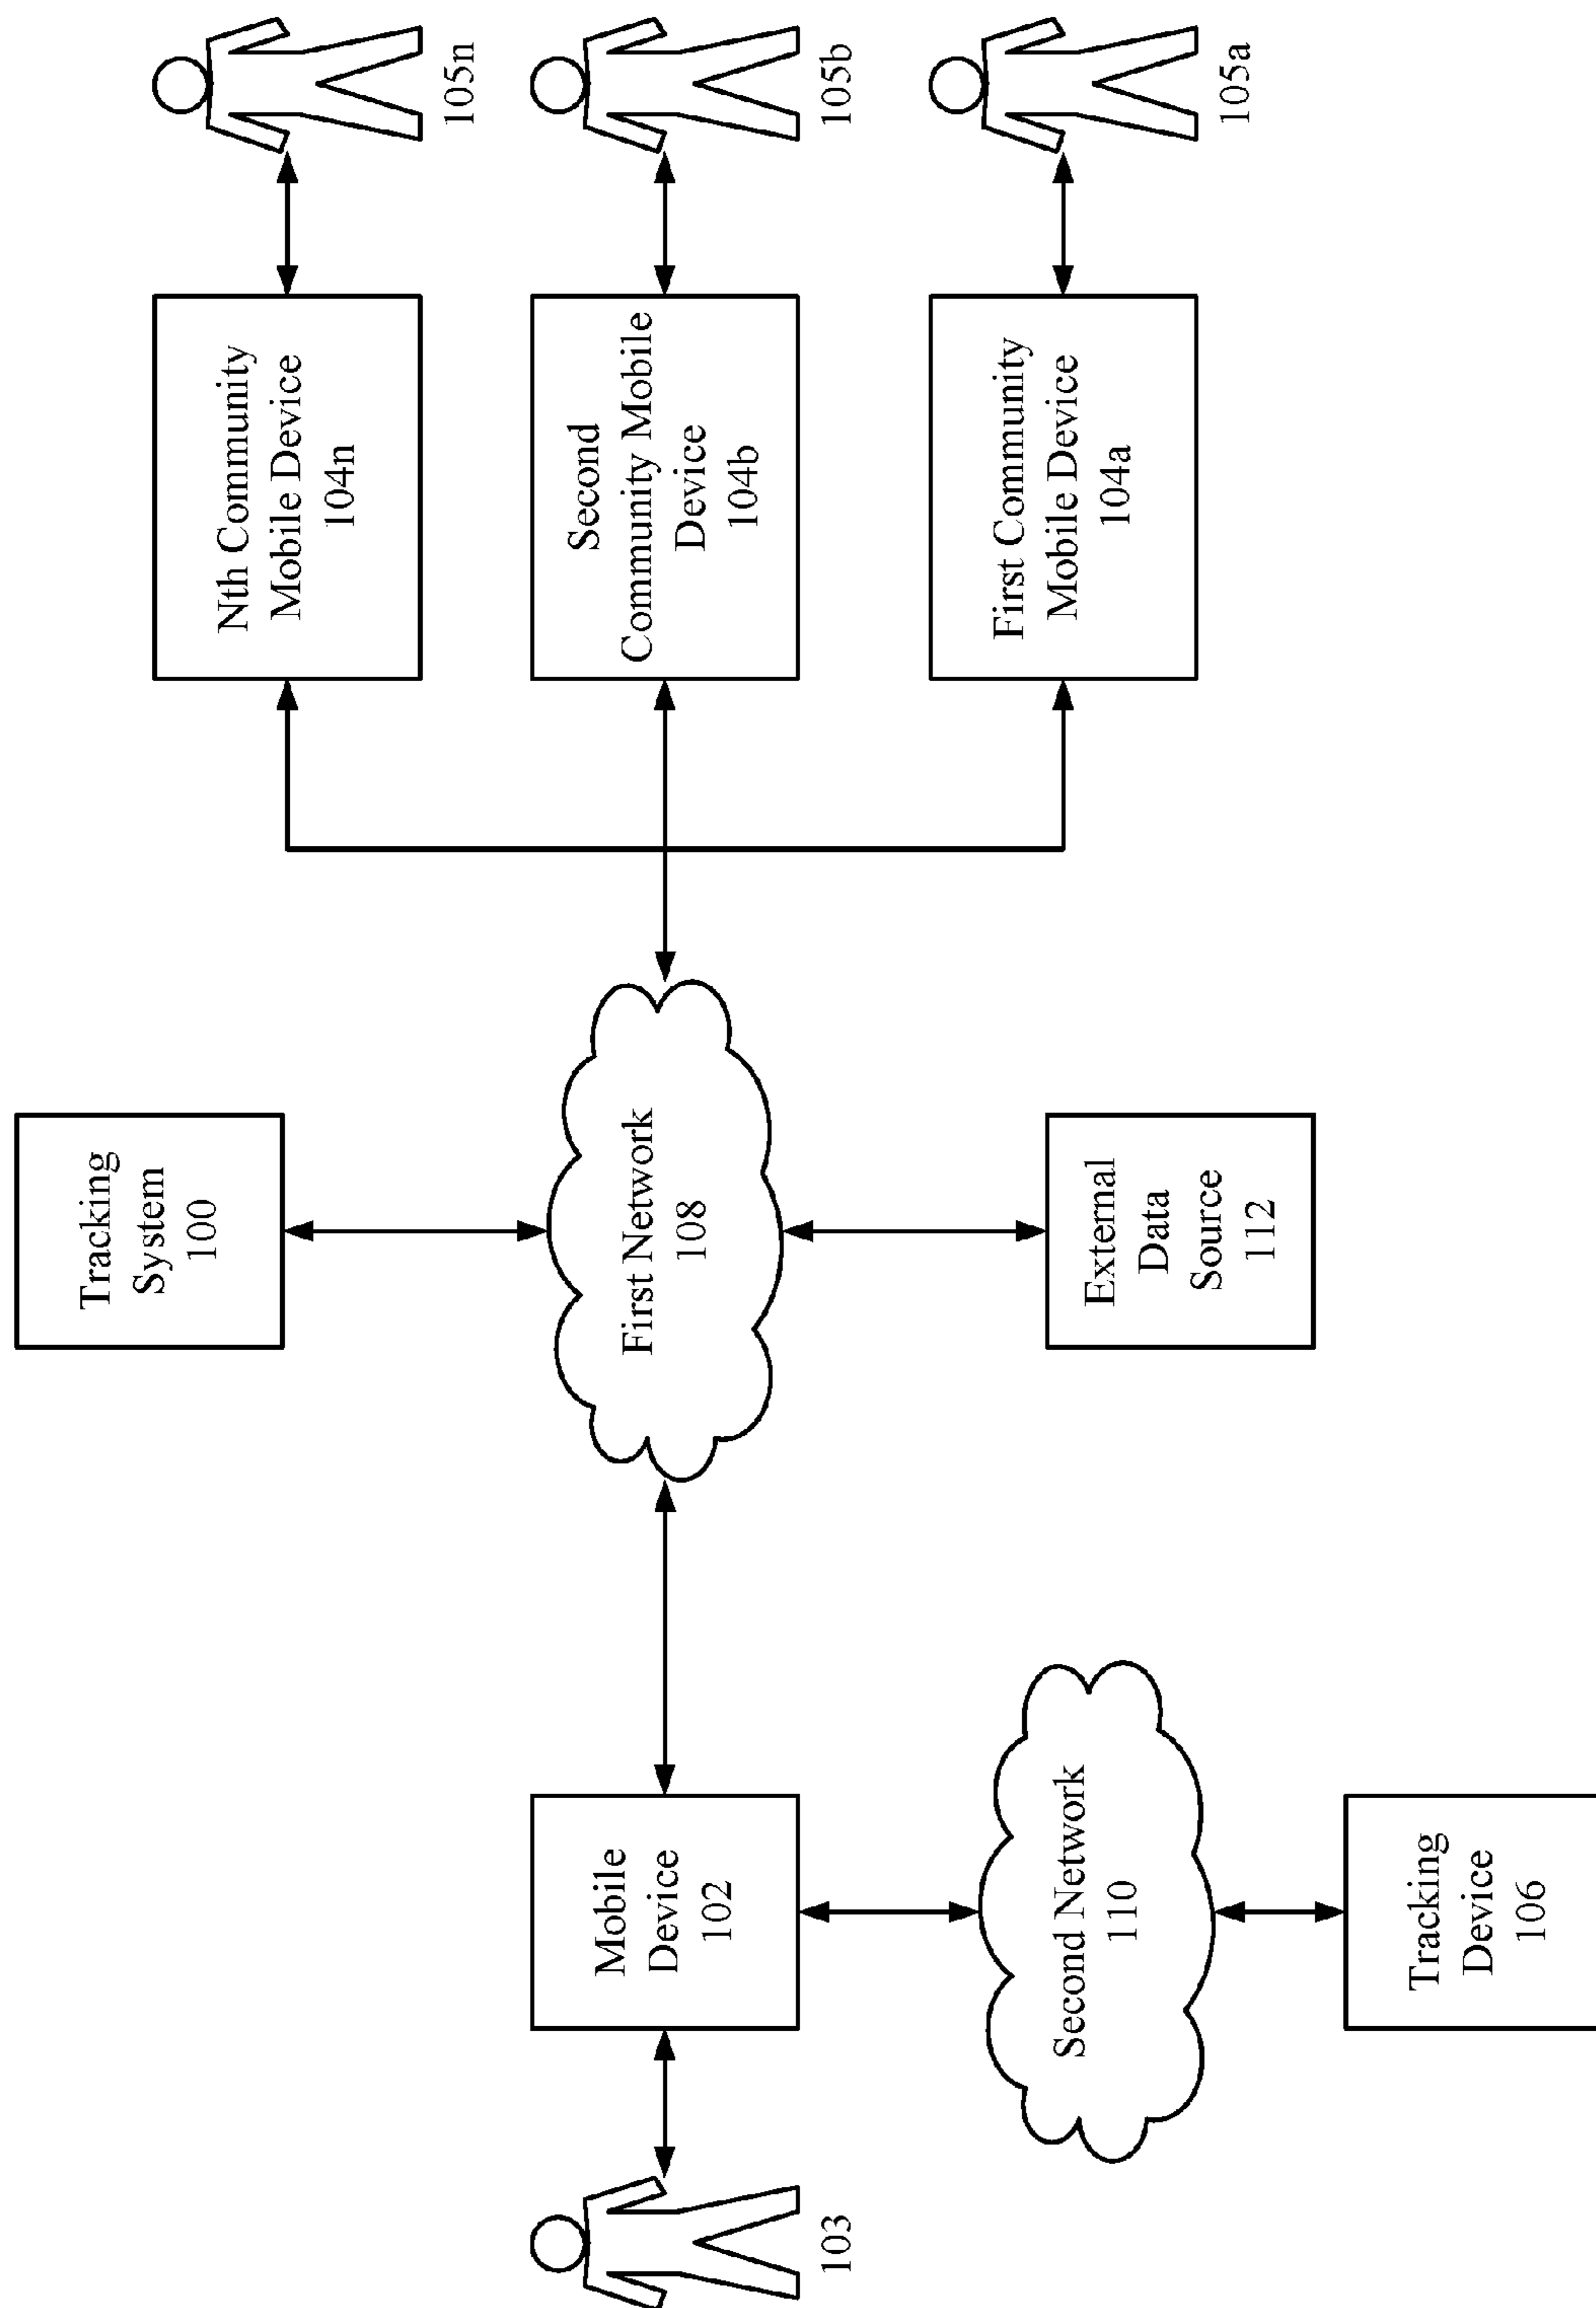 Tracking
System
100
Nth Community
Mobile Device
104n
105n
103
Mobile
Device
102
First Network
108
Second
Community Mobile
Device
104b
105b
Second Network
110
External
Data
Source
112
First Community
Mobile Device
104a
105a
Tracking
Device
106